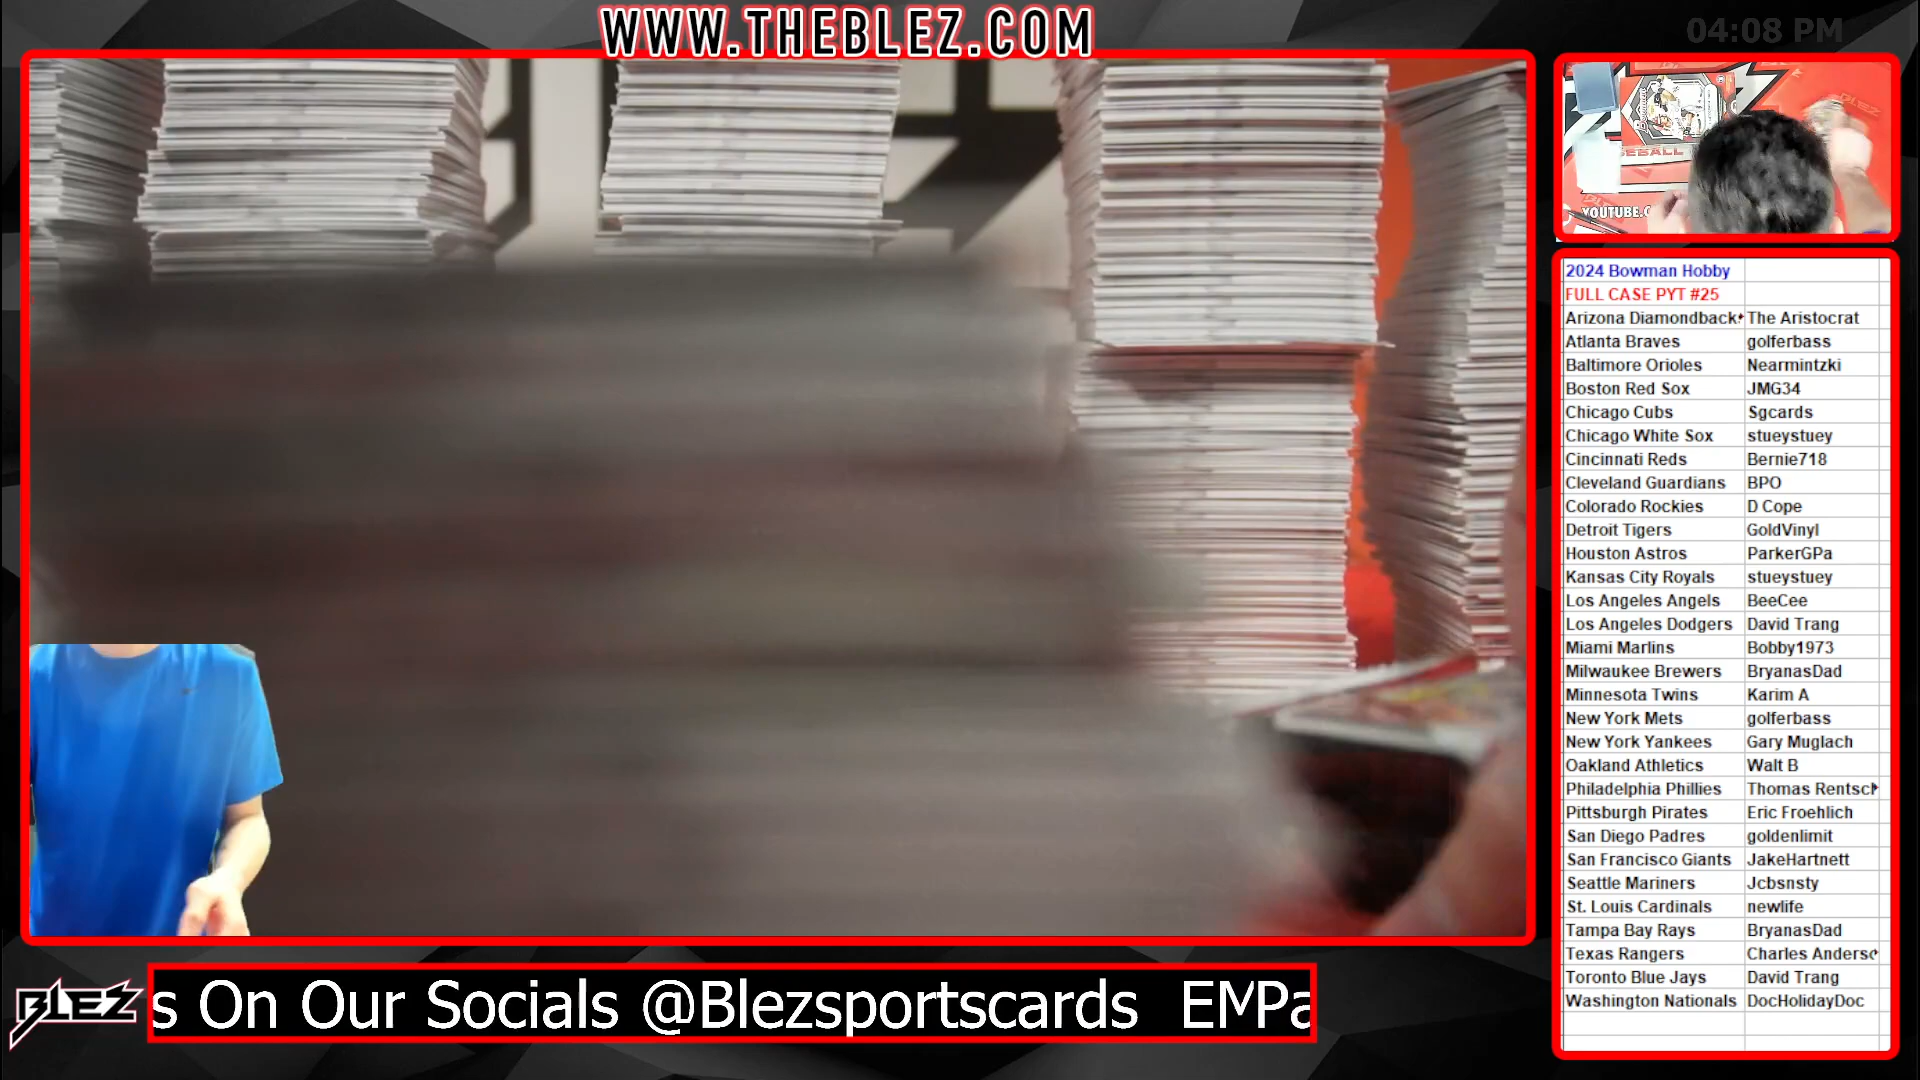 WWW.THEBLEZ.COM
04:08 PM
BLEZ
YOUTUBE.C
2024 Bowman Hobby
FULL CASE PYT #25
Arizona Diamondback The Aristocrat
Atlanta Braves golferbass
Baltimore Orioles Nearmintzki
Boston Red Sox JMG34
Chicago Cubs Sgcards
Chicago White Sox stueystuey
Cincinnati Reds Bernie718
Cleveland Guardians BPO
Colorado Rockies D Cope
Detroit Tigers GoldVinyl
Houston Astros ParkerGPa
Kansas City Royals stueystuey
Los Angeles Angels BeeCee
Los Angeles Dodgers David Trang
Miami Marlins Bobby1973
Milwaukee Brewers BryanasDad
Minnesota Twins Karim A
New York Mets golferbass
New York Yankees Gary Muglach
Oakland Athletics Walt B
Philadelphia Phillies Thomas Rentsch
Pittsburgh Pirates Eric Froehlich
San Diego Padres goldenlimit
San Francisco Giants JakeHartnett
Seattle Mariners Jcbsnsty
St. Louis Cardinals newlife
Tampa Bay Rays BryanasDad
Texas Rangers Charles Anders
Toronto Blue Jays David Trang
Washington Nationals DocHolidayDoc
BLEZ
s On Our Socials @Blezsportscards EMPa